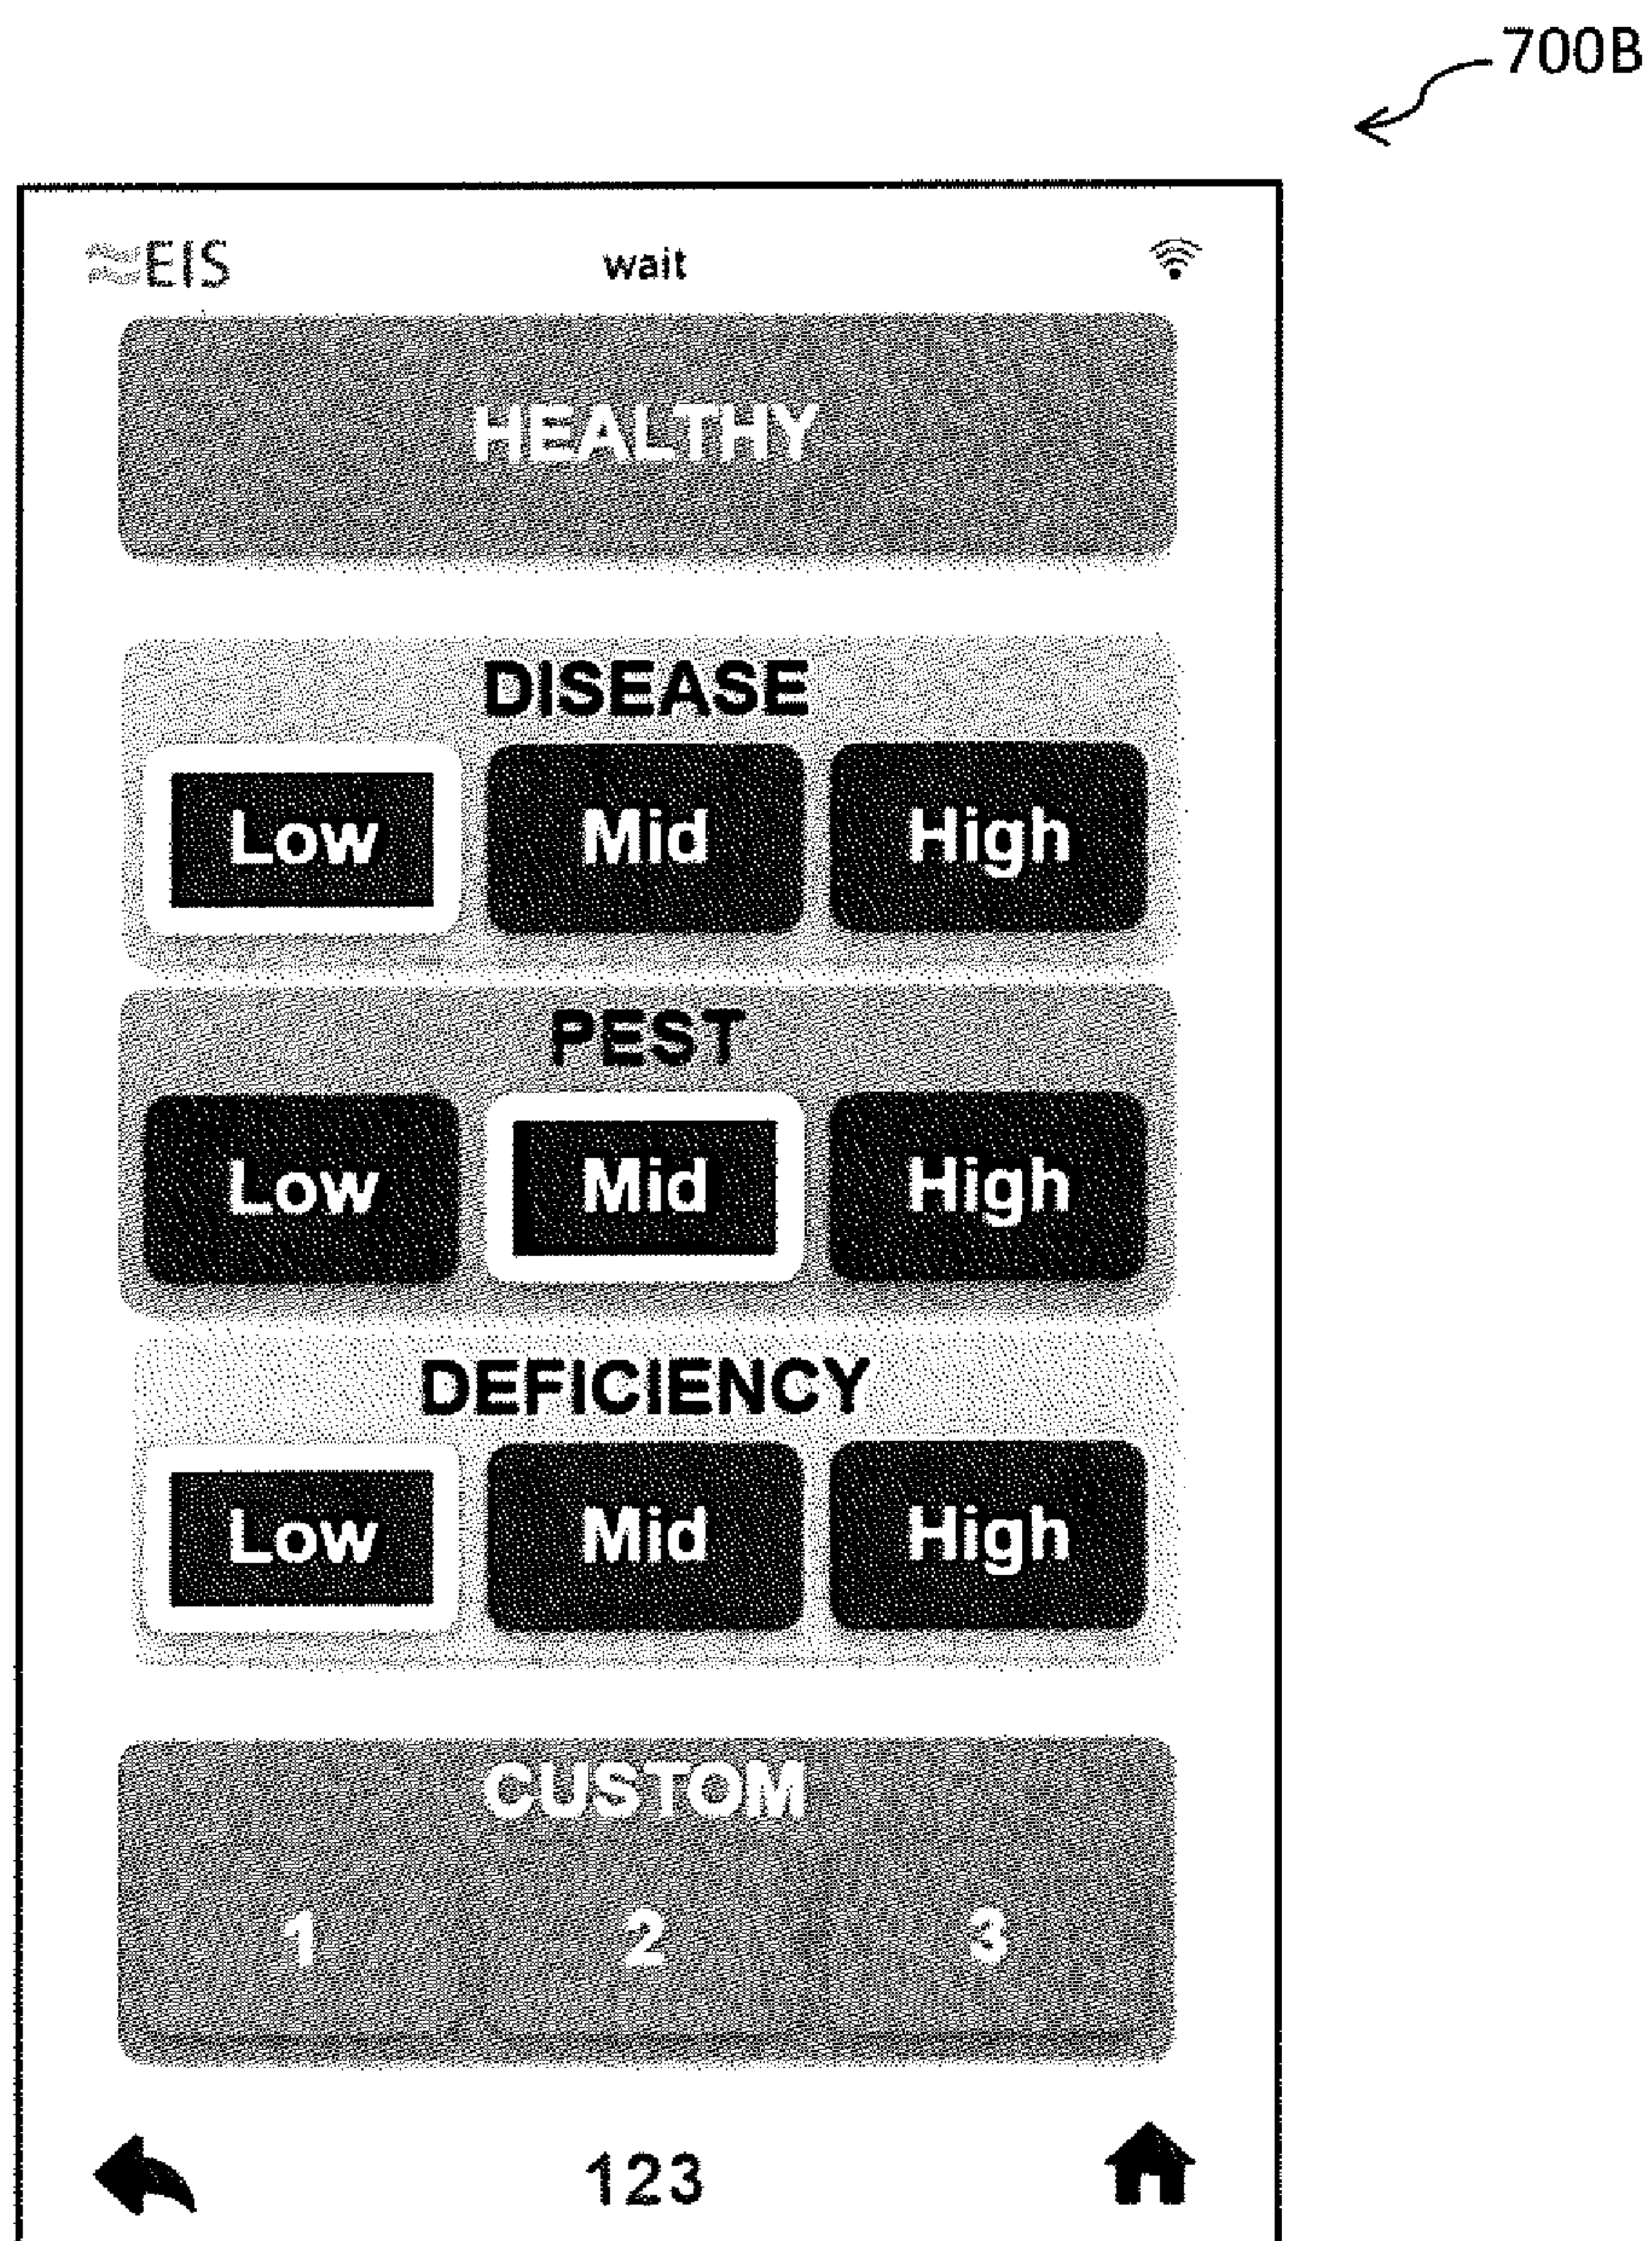 700B
EIS wait
HEALTHY
DISEASE
Low Mid High
PEST
Low Mid High
DEFICIENCY
Low Mid High
CUSTOM
1 2 3
123